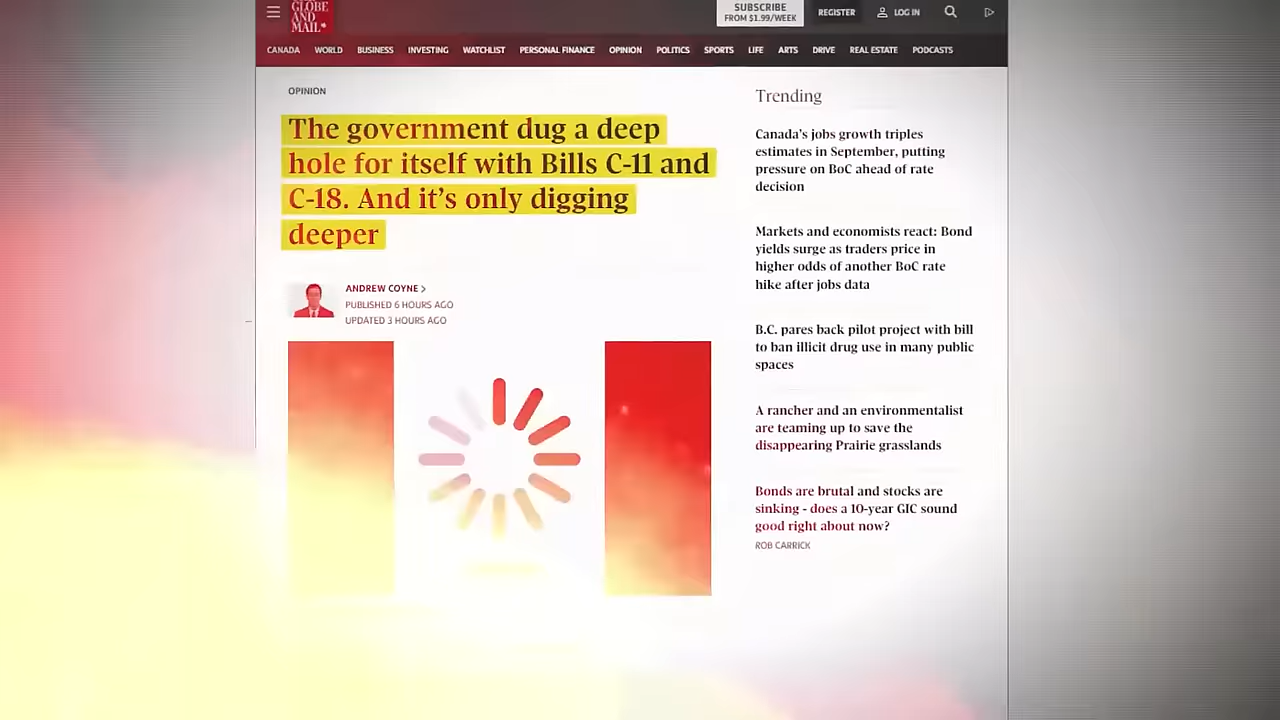 GLOBE
AND
MAIL*
SUBSCRIBE
FROM $1.99/WEEK
REGISTER
LOG IN
CANADA WORLD BUSINESS INVESTING WATCHLIST PERSONAL FINANCE OPINION POLITICS SPORTS LIFE ARTS DRIVE REAL ESTATE PODCASTS
OPINION
The government dug a deep
hole for itself with Bills C-11 and
C-18. And it's only digging
deeper
ANDREW COYNE >
PUBLISHED 6 HOURS AGO
UPDATED 3 HOURS AGO
Trending
Canada's jobs growth triples
estimates in September, putting
pressure on BoC ahead of rate
decision
Markets and economists react: Bond
yields surge as traders price in
higher odds of another BoC rate
hike after jobs data
B.C. pares back pilot project with bill
to ban illicit drug use in many public
spaces
A rancher and an environmentalist
are teaming up to save the
disappearing Prairie grasslands
Bonds are brutal and stocks are
sinking - does a 10-year GIC sound
good right about now?
ROB CARRICK